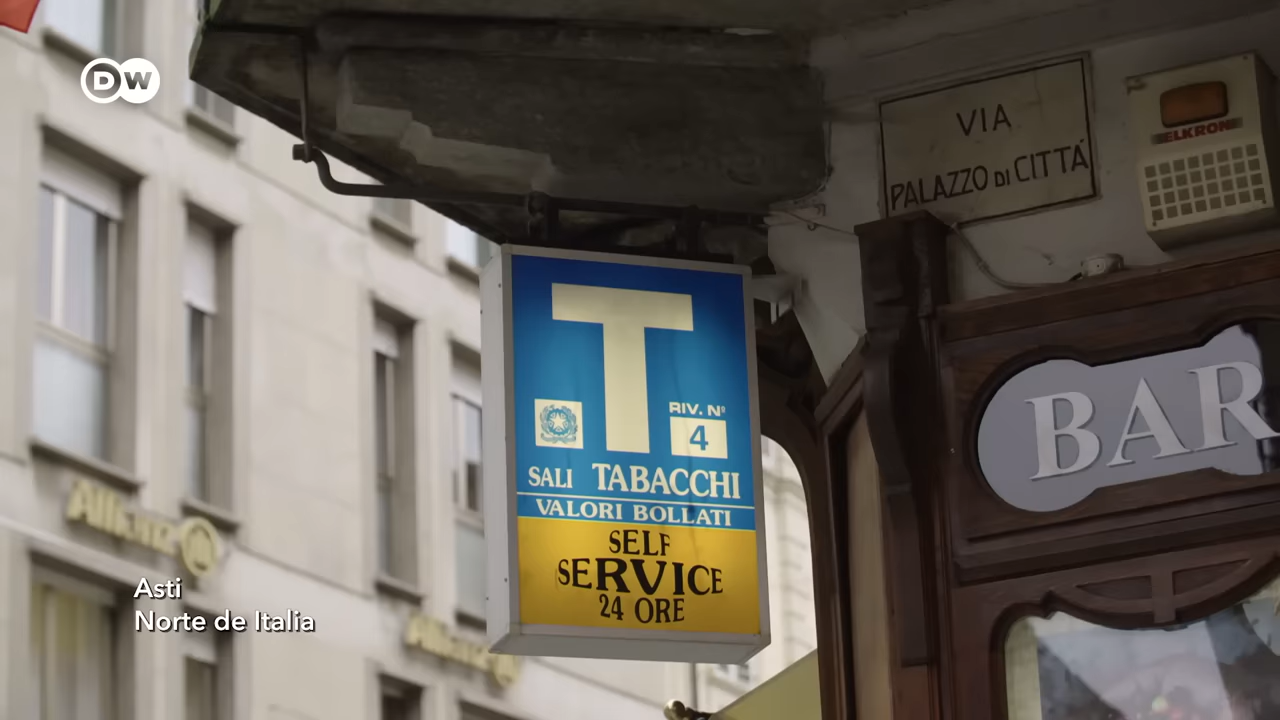 DW
VIA
PALAZZO DI CITTÀ
ELKRON
T
RIV. Nº
4
SALI TABACCHI
VALORI BOLLATI
SELF
SERVICE
24 ORE
BAR
Allianz
Allianz
Asti
Norte de Italia